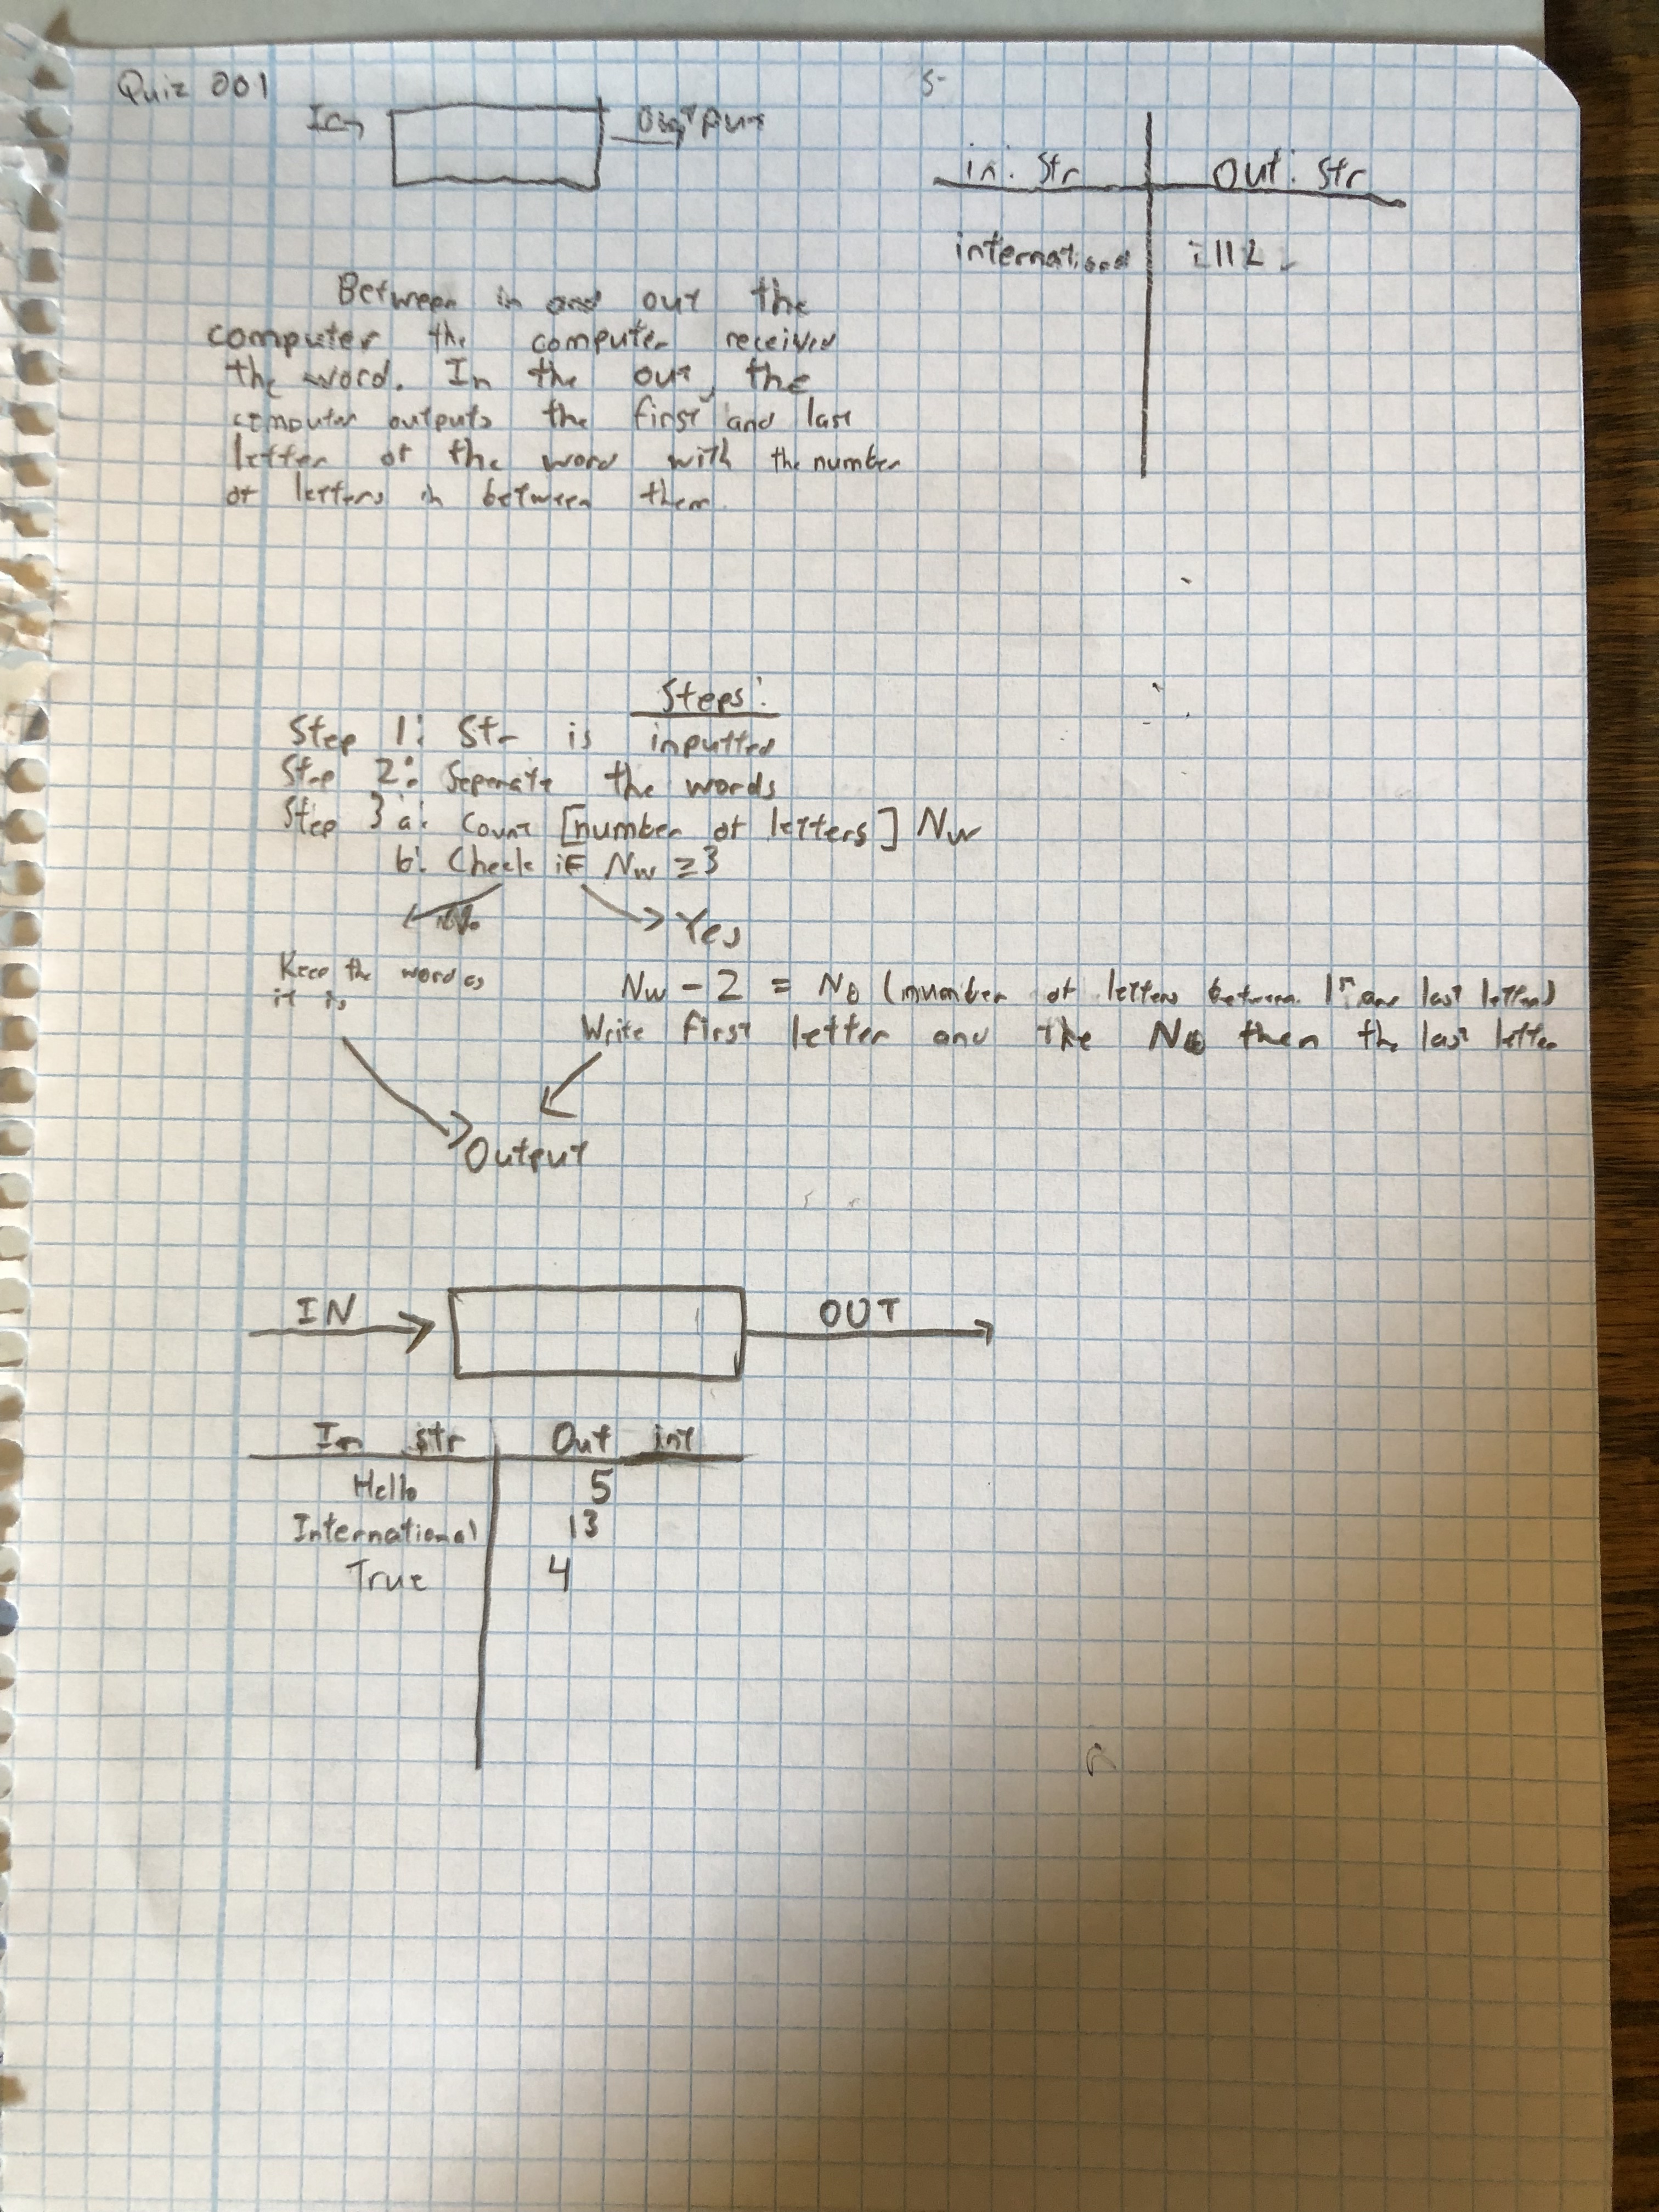 Quiz 001
In
Output
in: Str out: Str
international i11L
Between in and out the
computer the computer received
the word. In the out, the
computer outputs the first and last
letter of the word with the number
of letters in between them.
Steps:
Step 1: Str is inputted
Step 2: Seperate the words
Step 3 a: Count [number of letters] Nw
b: Check if Nw ≥3
No
Yes
Keep the word as
it is
Nw - 2 = No (number of letters between 1st and last letter)
Write first letter and the No then the last letter
Output
IN OUT
In str Out int
Hello 5
International 13
True 4